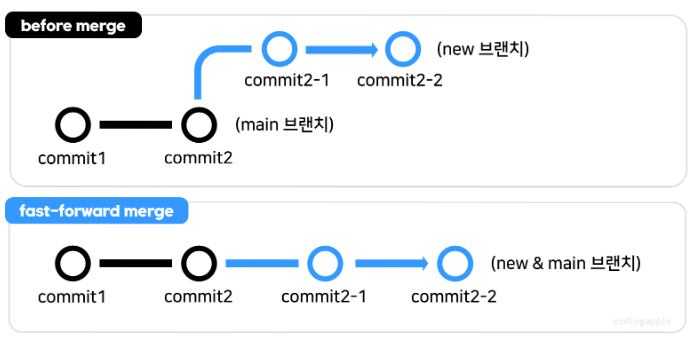 before merge
(new 브랜치)
commit2-1
commit2-2
(main 브랜치)
commit1
commit2
fast-forward merge
(new & main 브랜치)
commit1
commit2
commit2-1
commit2-2
codingapple